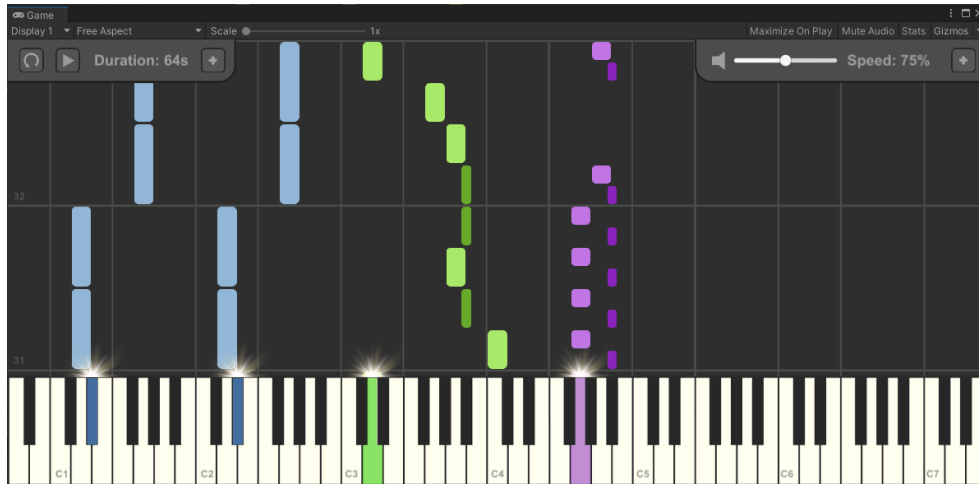 Game
Display 1 Free Aspect Scale 1x Maximize On Play Mute Audio Stats Gizmos
Duration: 64s Speed: 75%
32
31
C1 C2 C3 C4 C5 C6 C7